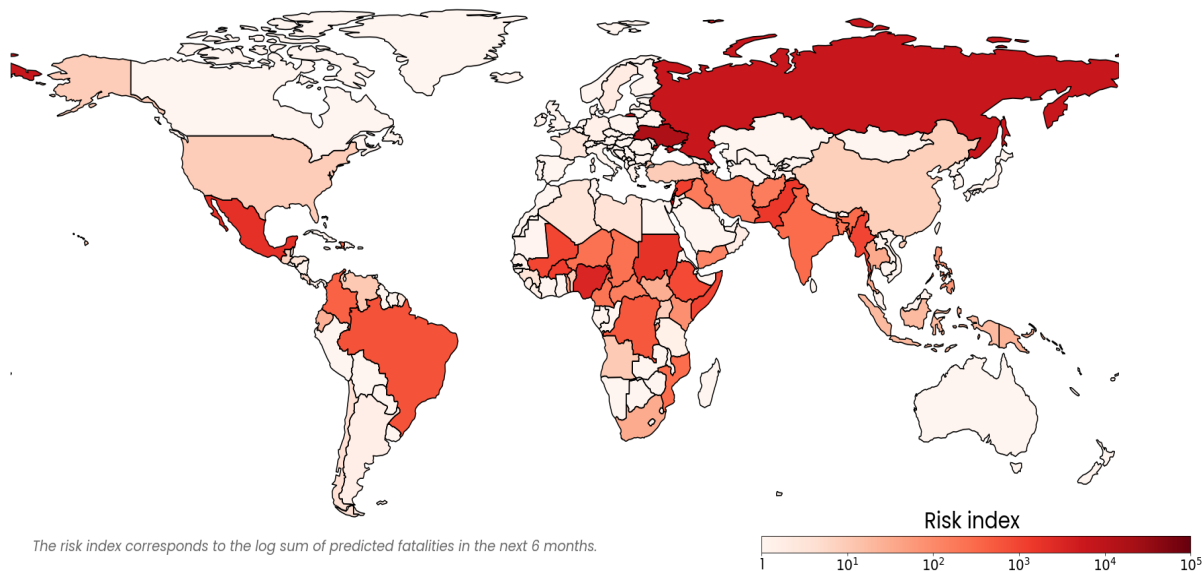 Risk index
The risk index corresponds to the log sum of predicted fatalities in the next 6 months.
1 10¹ 10² 10³ 10⁴ 10⁵